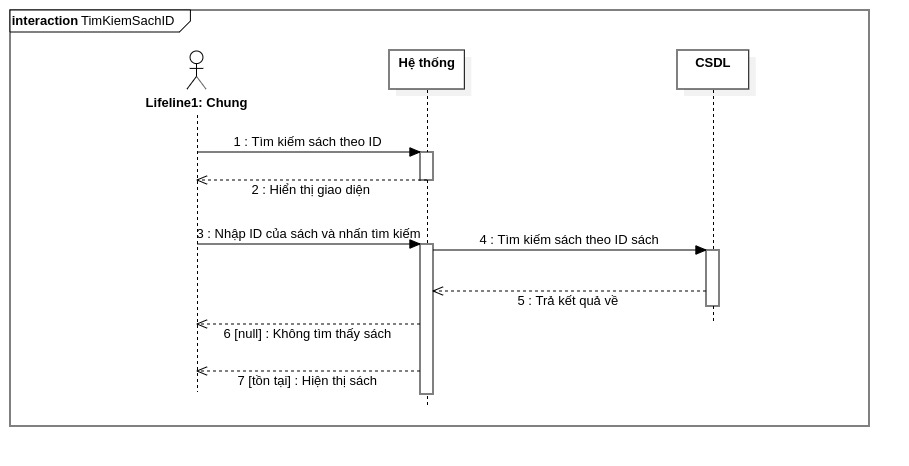 interaction TimKiemSachID
Hệ thống
CSDL
Lifeline1: Chung
1 : Tìm kiếm sách theo ID
2 : Hiển thị giao diện
3 : Nhập ID của sách và nhấn tìm kiếm
4 : Tìm kiếm sách theo ID sách
5 : Trả kết quả về
6 [null] : Không tìm thấy sách
7 [tồn tại] : Hiện thị sách